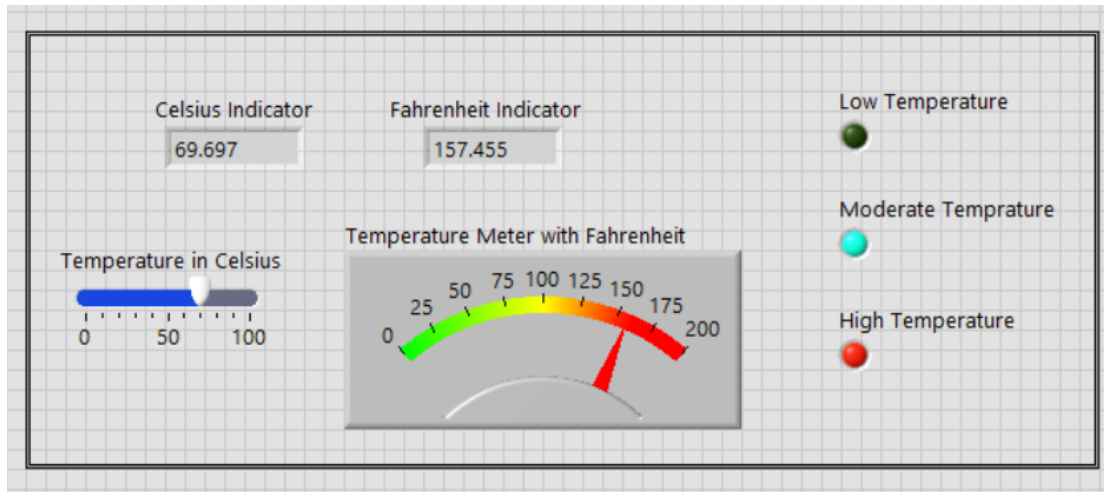 Celsius Indicator
69.697
Fahrenheit Indicator
157.455
Low Temperature
Moderate Temprature
High Temperature
Temperature in Celsius
0 50 100
Temperature Meter with Fahrenheit
0 25 50 75 100 125 150 175 200